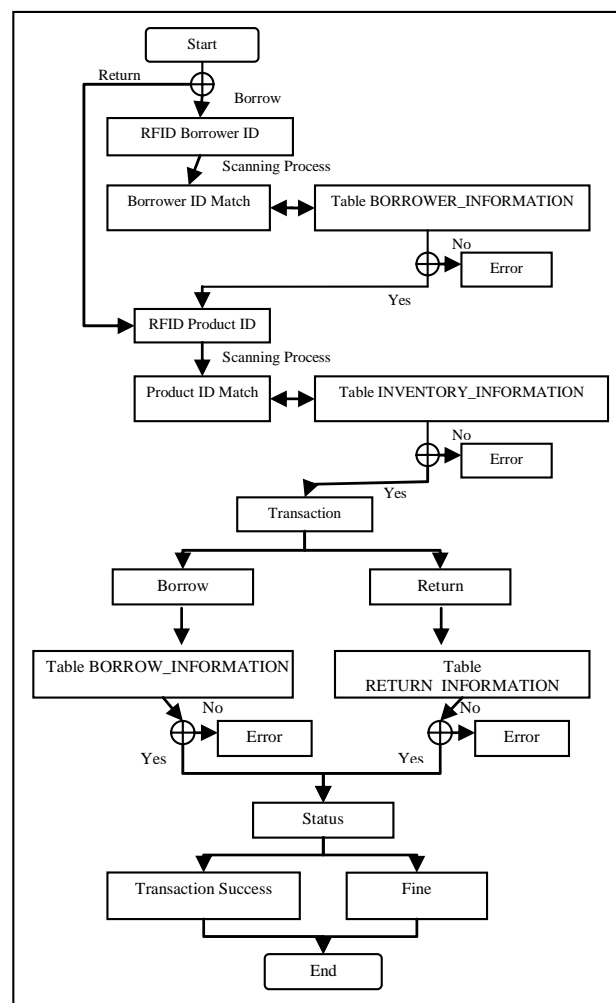 Start
Return
Borrow
RFID Borrower ID
Scanning Process
Borrower ID Match
Table BORROWER_INFORMATION
No
Error
Yes
RFID Product ID
Scanning Process
Product ID Match
Table INVENTORY_INFORMATION
No
Error
Yes
Transaction
Borrow
Return
Table BORROW_INFORMATION
Table
RETURN_INFORMATION
No
Error
Yes
No
Error
Yes
Status
Transaction Success
Fine
End